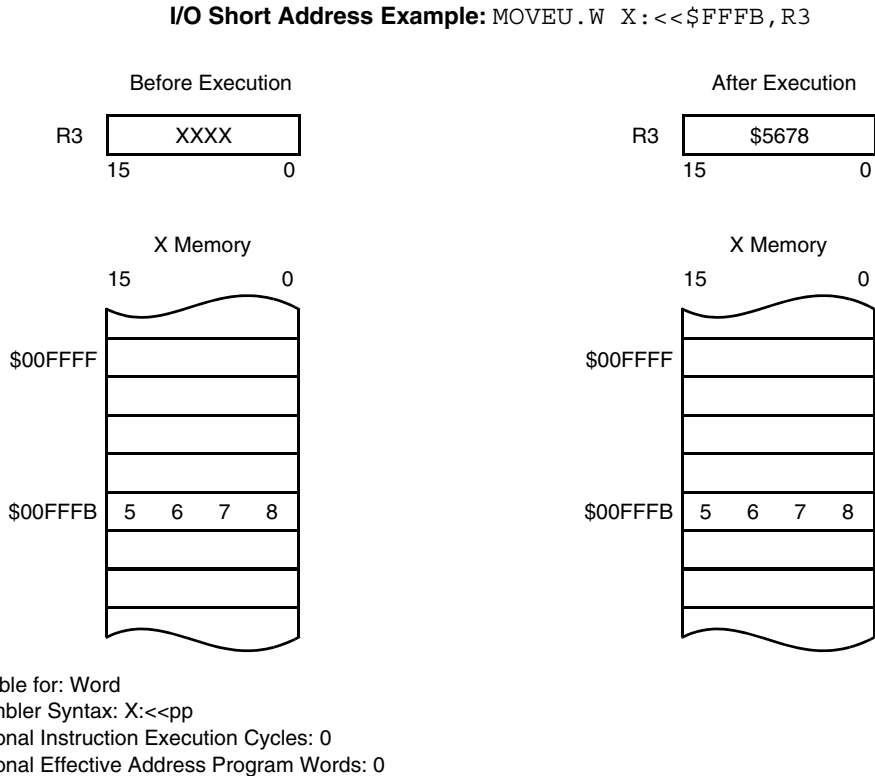 I/O Short Address Example: MOVEU.W X:<<$FFFB,R3
Before Execution After Execution
R3 XXXX R3 $5678
15 0 15 0
X Memory X Memory
15 0 15 0
$00FFFF $00FFFF
$00FFFB 5 6 7 8 $00FFFB 5 6 7 8
ble for: Word
mbler Syntax: X:<<pp
onal Instruction Execution Cycles: 0
onal Effective Address Program Words: 0